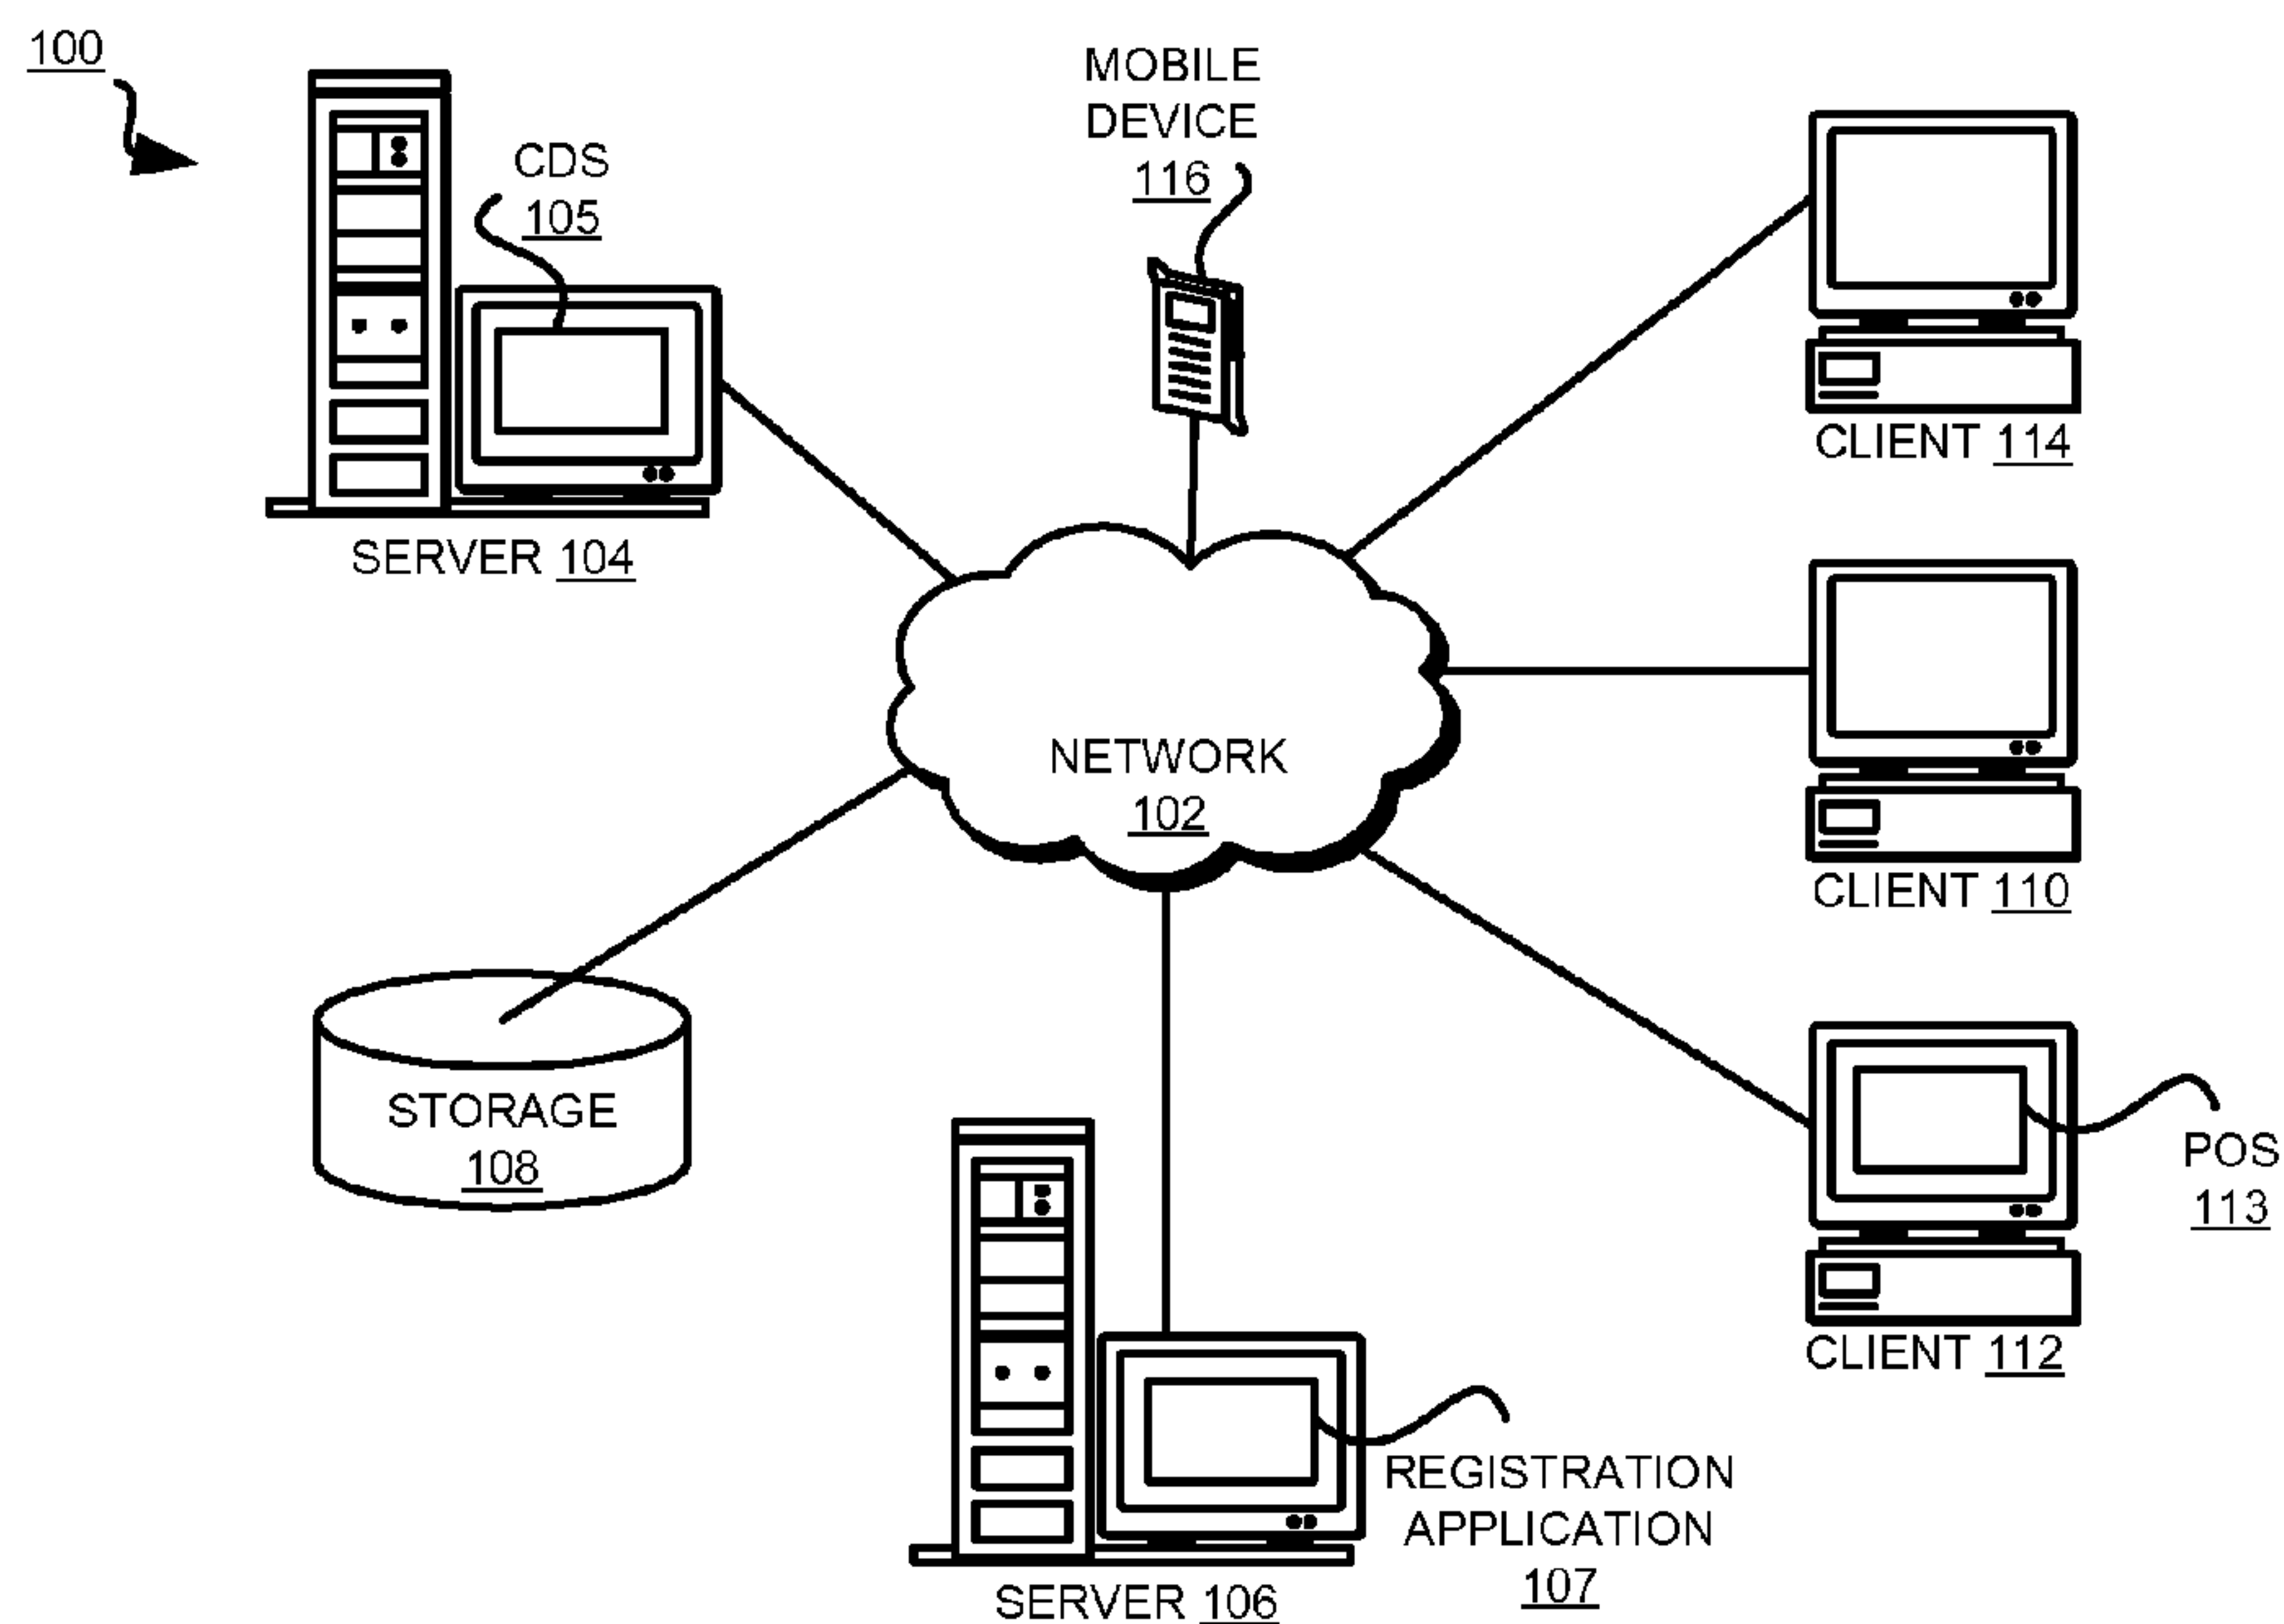 100
MOBILE
DEVICE
116
CDS
105
CLIENT 114
SERVER 104
NETWORK
102
CLIENT 110
STORAGE
108
POS
113
CLIENT 112
REGISTRATION
APPLICATION
107
SERVER 106